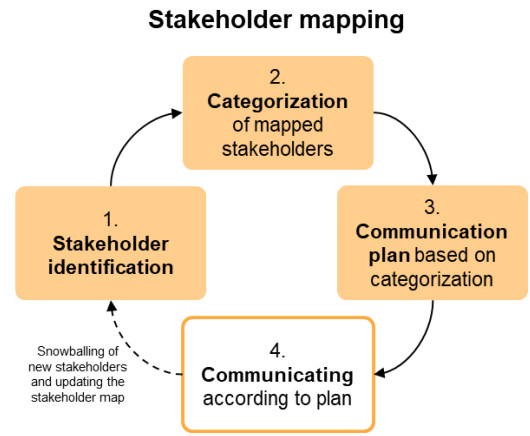 Stakeholder mapping
1.
Stakeholder
identification
2.
Categorization
of mapped
stakeholders
3.
Communication
plan based on
categorization
4.
Communicating
according to plan
Snowballing of
new stakeholders
and updating the
stakeholder map